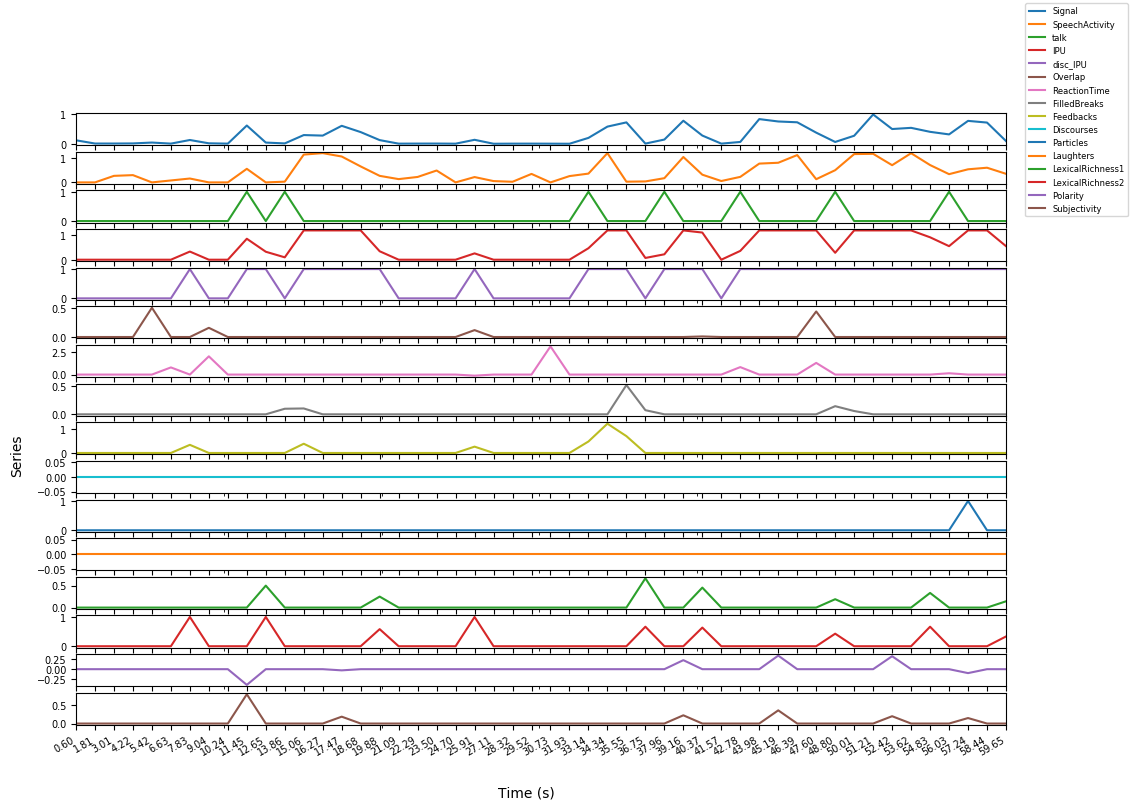 Signal
SpeechActivity
talk
IPU
disc_IPU
Overlap
ReactionTime
FilledBreaks
Feedbacks
Discourses
Particles
Laughters
LexicalRichness1
LexicalRichness2
Polarity
Subjectivity
1
0
1
0
1
0
1
0
1
0
0.5
0.0
2.5
0.0
0.5
0.0
1
0
0.05
0.00
−0.05
1
0
0.05
0.00
−0.05
0.5
0.0
1
0
0.25
0.00
−0.25
0.5
0.0
Series
0.60 1.81 3.01 4.22 5.42 6.63 7.83 9.04 10.24 11.45 12.65 13.86 15.06 16.27 17.47 18.68 19.88 21.09 22.29 23.50 24.70 25.91 27.11 28.32 29.52 30.73 31.93 33.14 34.34 35.55 36.75 37.96 39.16 40.37 41.57 42.78 43.98 45.19 46.39 47.60 48.80 50.01 51.21 52.42 53.62 54.83 56.03 57.24 58.44 59.65
Time (s)